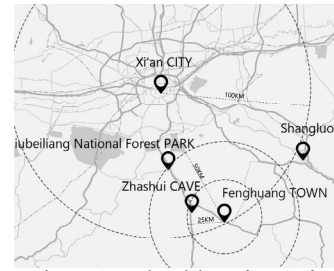 Xi'an CITY
100KM
Shangluo
iubeiliang National Forest PARK
50KM
Zhashui CAVE
Fenghuang TOWN
25KM